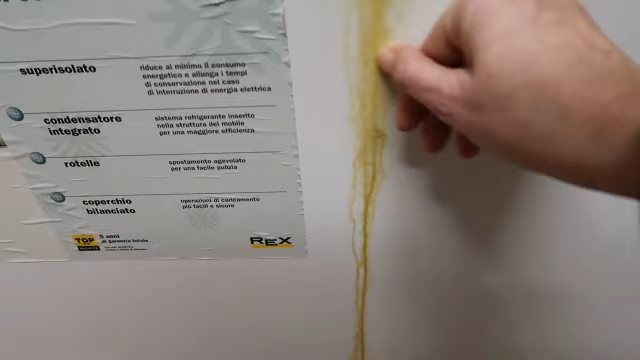 superisolato
riduce al minimo il consumo
energetico e allunga i tempi
di conservazione nel caso
di interruzione di energia elettrica
condensatore
integrato
sistema refrigerante inserito
nella struttura del mobile
per una maggiore efficienza
rotelle
spostamento agevolato
per una facile pulizia
coperchio
bilanciato
operazioni di caricamento
più facili e sicure
TOP
5 anni
di garanzia totale
REX